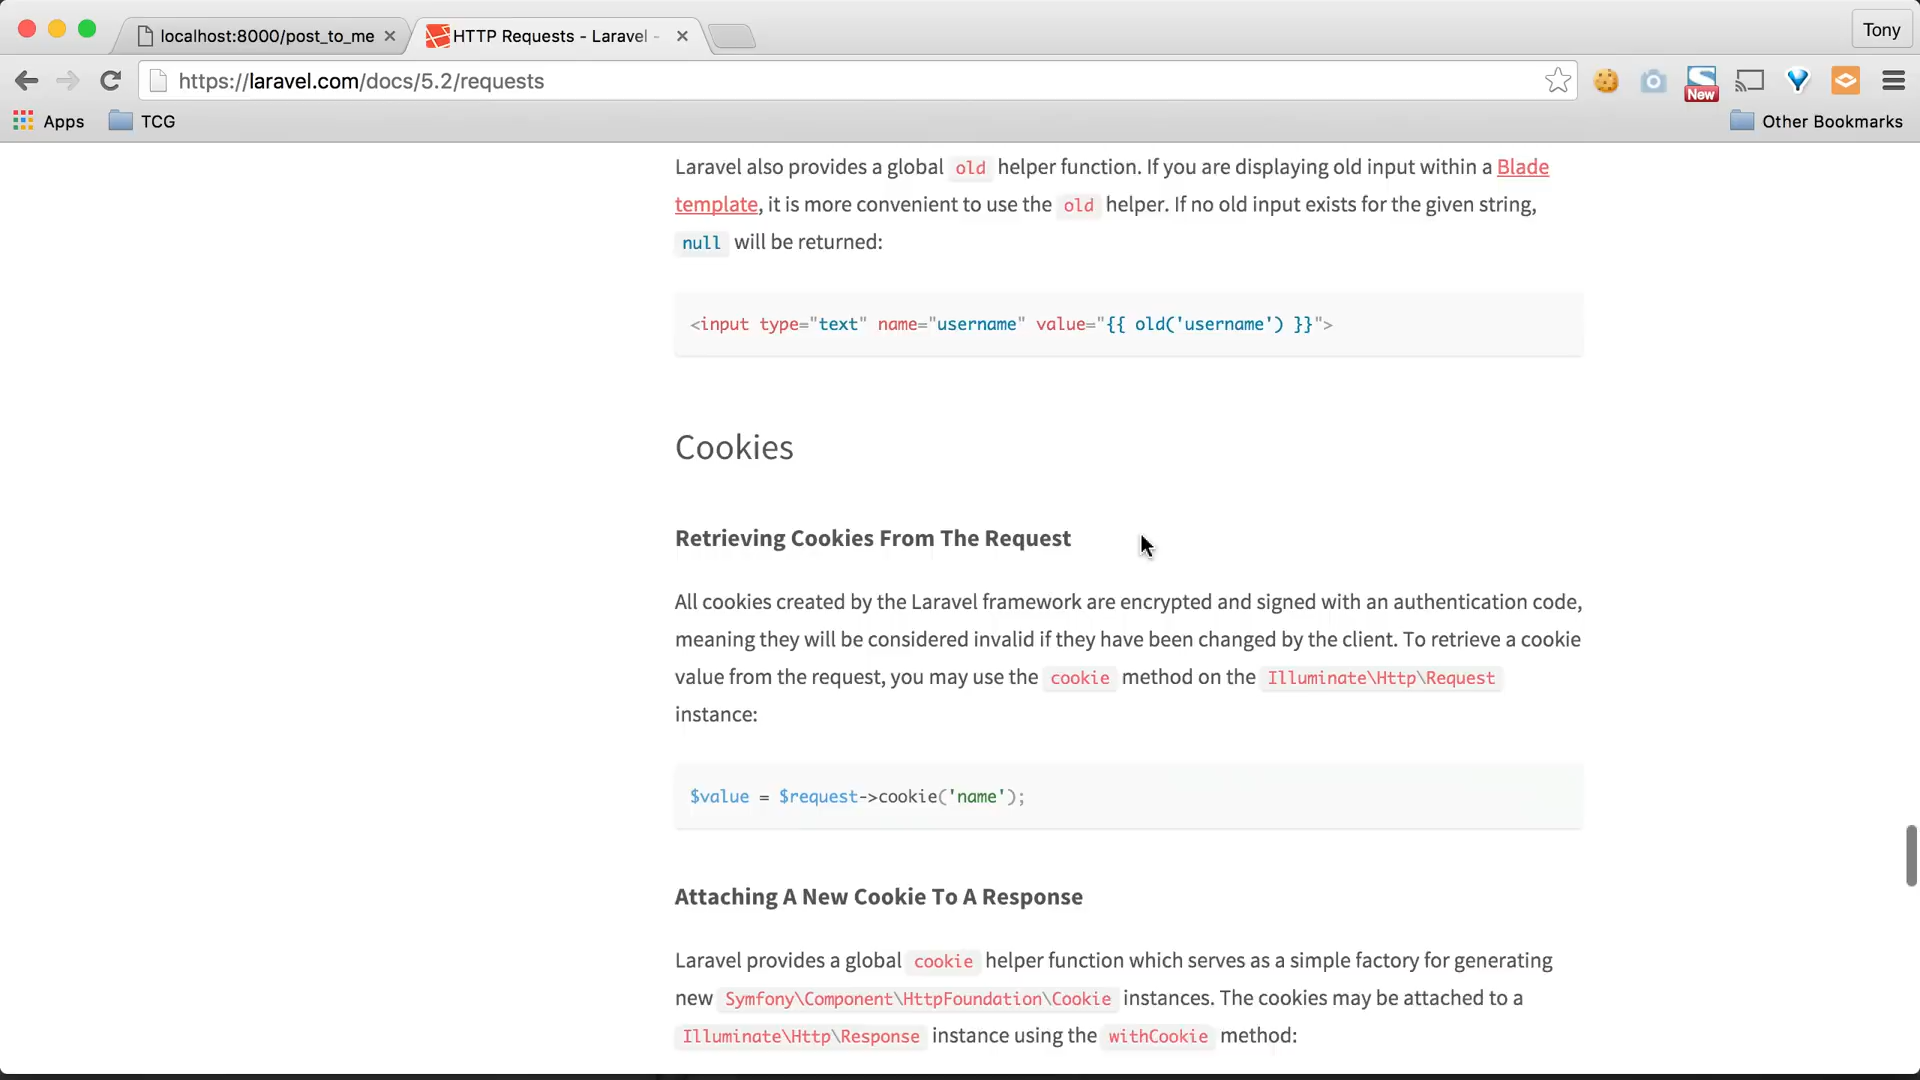 localhost:8000/post_to_me
HTTP Requests - Laravel -
Tony
https://laravel.com/docs/5.2/requests
New
Apps
TCG
Other Bookmarks
Laravel also provides a global old helper function. If you are displaying old input within a Blade
template, it is more convenient to use the old helper. If no old input exists for the given string,
null will be returned:
<input type="text" name="username" value="{{ old('username') }}">
Cookies
Retrieving Cookies From The Request
All cookies created by the Laravel framework are encrypted and signed with an authentication code,
meaning they will be considered invalid if they have been changed by the client. To retrieve a cookie
value from the request, you may use the cookie method on the Illuminate\Http\Request
instance:
$value = $request->cookie('name');
Attaching A New Cookie To A Response
Laravel provides a global cookie helper function which serves as a simple factory for generating
new Symfony\Component\HttpFoundation\Cookie instances. The cookies may be attached to a
Illuminate\Http\Response instance using the withCookie method: